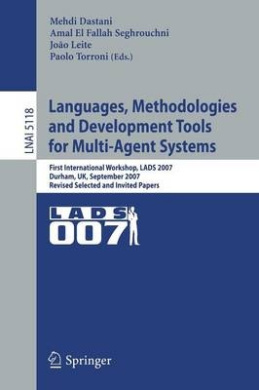 Mehdi Dastani
Amal El Fallah Seghrouchni
João Leite
Paolo Torroni (Eds.)
LNAI 5118
Languages, Methodologies
and Development Tools
for Multi-Agent Systems
First International Workshop, LADS 2007
Durham, UK, September 2007
Revised Selected and Invited Papers
LADS
007
Springer